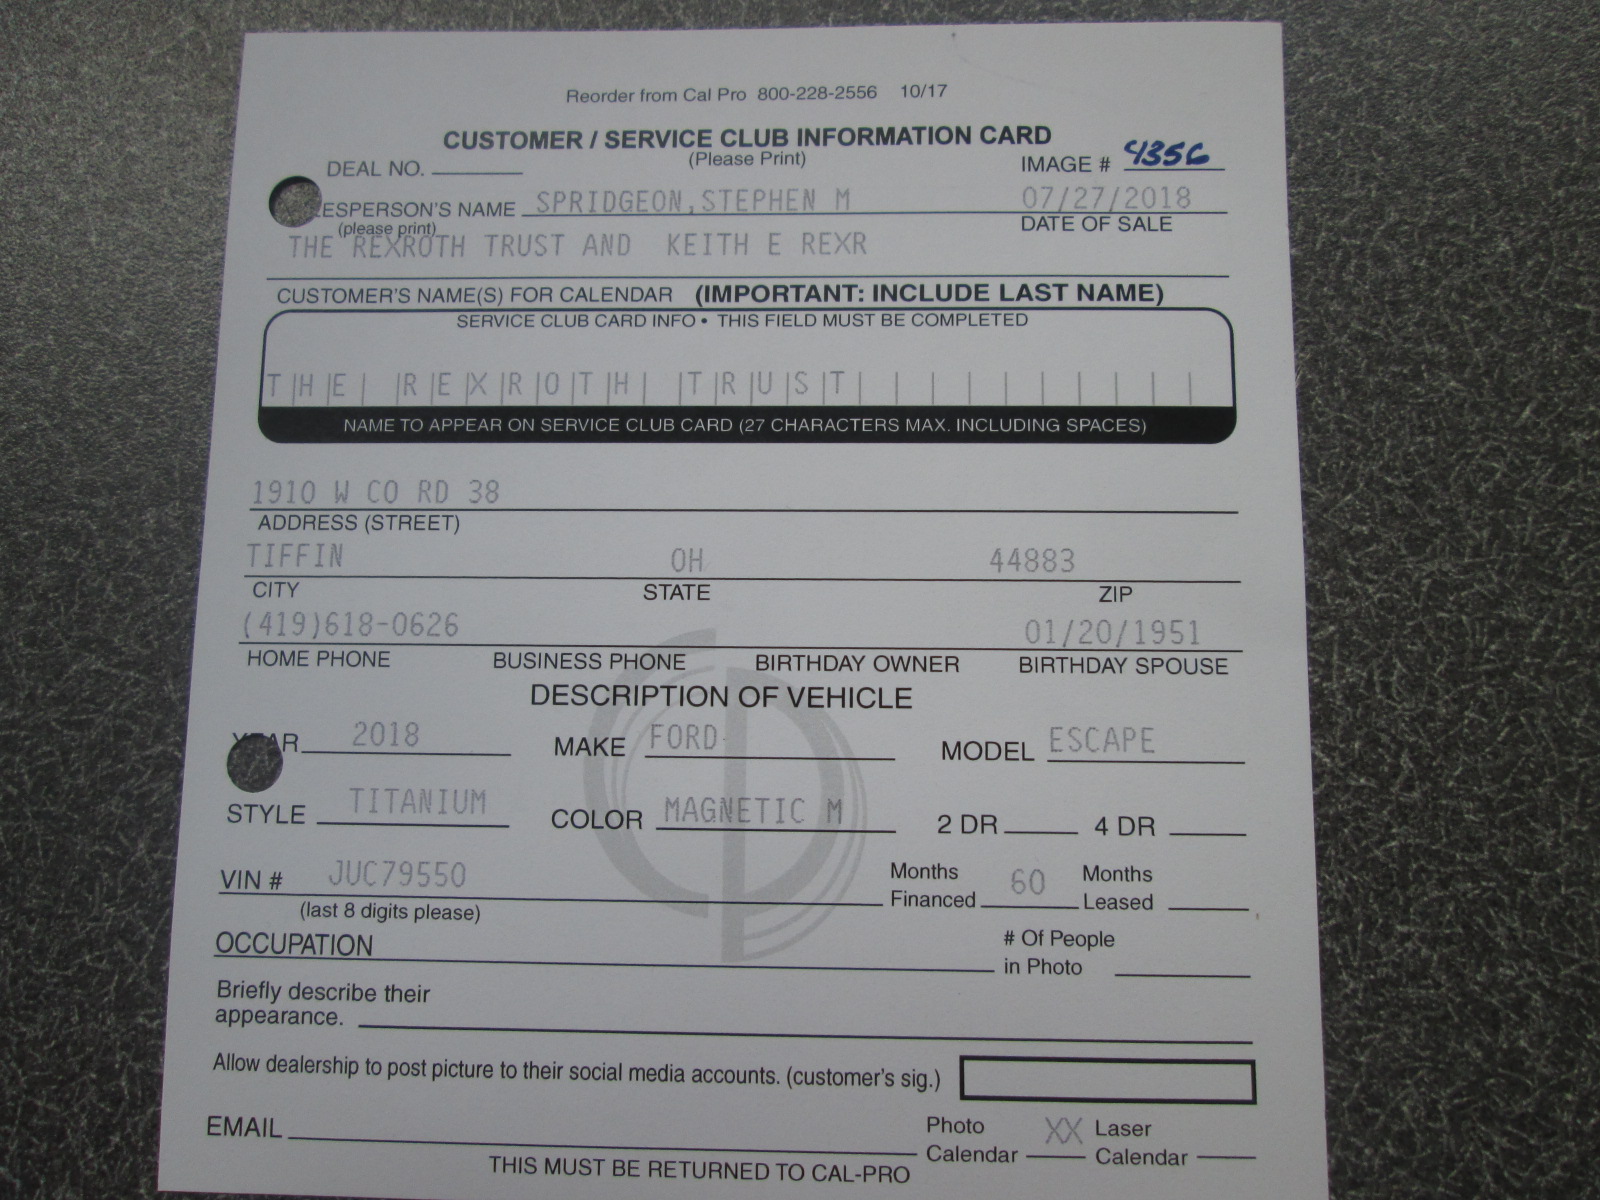 Reorder from Cal Pro 800-228-2556 10/17
CUSTOMER / SERVICE CLUB INFORMATION CARD
(Please Print)
DEAL NO. IMAGE # 4356
ESPERSON'S NAME SPRIDGEON,STEPHEN M 07/27/2018
(please print) DATE OF SALE
THE REXROTH TRUST AND KEITH E REXR
CUSTOMER'S NAME(S) FOR CALENDAR (IMPORTANT: INCLUDE LAST NAME)
SERVICE CLUB CARD INFO • THIS FIELD MUST BE COMPLETED
THE REXROTH TRUST
NAME TO APPEAR ON SERVICE CLUB CARD (27 CHARACTERS MAX. INCLUDING SPACES)
1910 W CO RD 38
ADDRESS (STREET)
TIFFIN OH 44883
CITY STATE ZIP
(419)618-0626 01/20/1951
HOME PHONE BUSINESS PHONE BIRTHDAY OWNER BIRTHDAY SPOUSE
DESCRIPTION OF VEHICLE
YEAR 2018 MAKE FORD MODEL ESCAPE
STYLE TITANIUM COLOR MAGNETIC M 2 DR 4 DR
VIN # JUC79550 Months Financed 60 Months Leased
(last 8 digits please)
OCCUPATION # Of People in Photo
Briefly describe their
appearance.
Allow dealership to post picture to their social media accounts. (customer's sig.)
EMAIL Photo Calendar XX Laser Calendar
THIS MUST BE RETURNED TO CAL-PRO